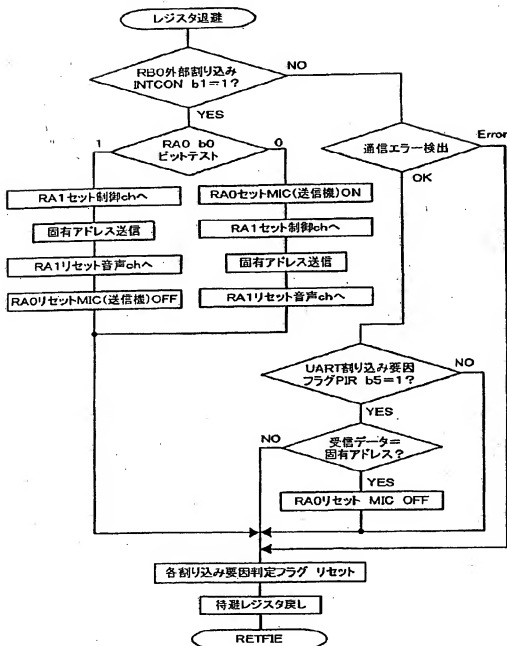 レジスタ退避
RB0外部割り込み
INTCON b1=1?
NO
YES
RA0 b0
ビットテスト
1
0
通信エラー検出
Error
OK
RA1セット制御chへ
固有アドレス送信
RA1リセット音声chへ
RA0リセットMIC(送信機)OFF
RA0セットMIC(送信機)ON
RA1セット制御chへ
固有アドレス送信
RA1リセット音声chへ
UART割り込み要因
フラグPIR b5=1?
NO
YES
受信データ=
固有アドレス?
NO
YES
RA0リセット MIC OFF
各割り込み要因判定フラグ リセット
待避レジスタ戻し
RETFIE